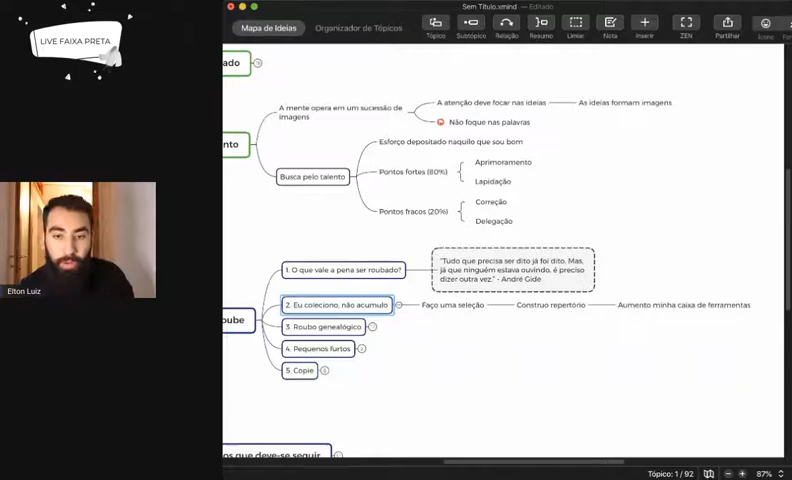 LIVE FAIXA PRETA
Elton Luiz
Sem Título.xmind — Editado
Mapa de Ideias
Organizador de Tópicos
Tópico
Subtópico
Relação
Resumo
Limite
Nota
Inserir
ZEN
Partilhar
Ícone
ado
nto
A mente opera em um sucessão de
imagens
A atenção deve focar nas ideias
As ideias formam imagens
Não foque nas palavras
Busca pelo talento
Esforço depositado naquilo que sou bom
Pontos fortes (80%)
Aprimoramento
Lapidação
Pontos fracos (20%)
Correção
Delegação
oube
1. O que vale a pena ser roubado?
"Tudo que precisa ser dito já foi dito. Mas,
já que ninguém estava ouvindo, é preciso
dizer outra vez." - André Gide
2. Eu coleciono, não acumulo
Faço uma seleção
Construo repertório
Aumento minha caixa de ferramentas
3. Roubo genealógico
4. Pequenos furtos
5. Copie
os que deve-se seguir
Tópico: 1 / 92
87%